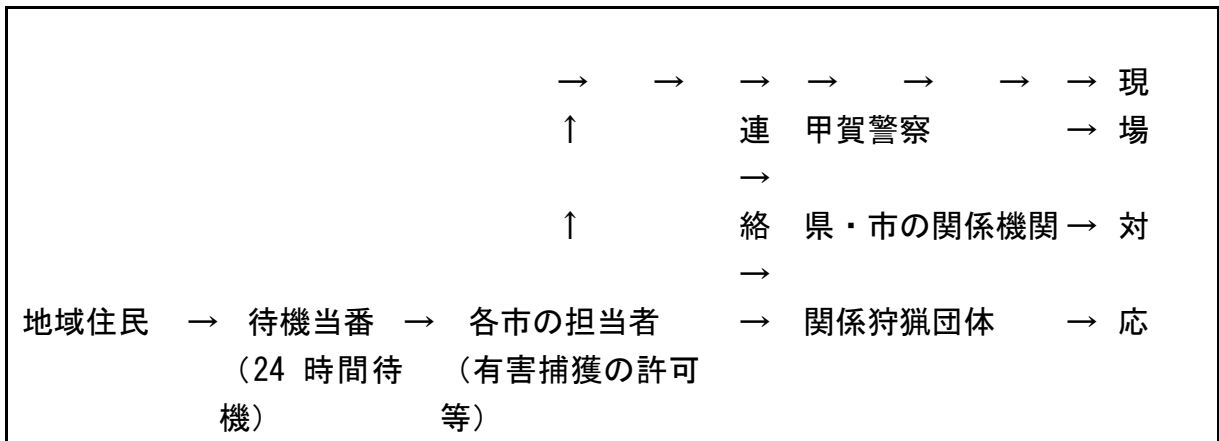 → → → → → → → 現
↑ 連 甲賀警察 → 場
→
↑ 絡 県・市の関係機関 → 対
→
地域住民 → 待機当番 → 各市の担当者 → 関係狩猟団体 → 応
（24 時間待 （有害捕獲の許可
機） 等）